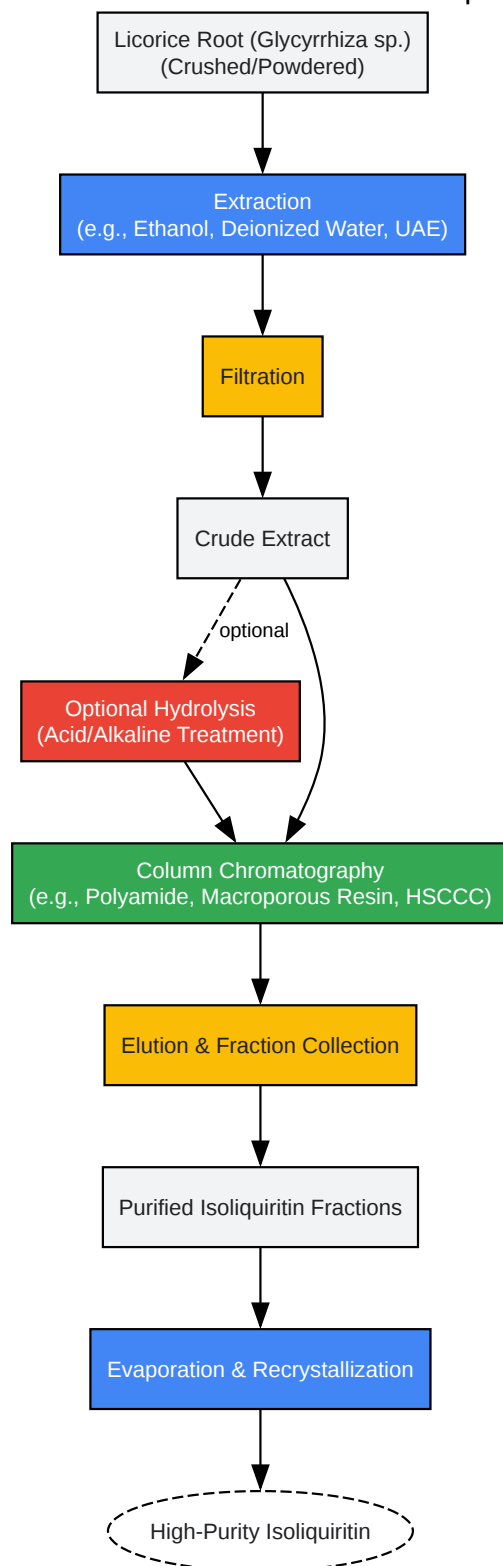 Licorice Root (Glycyrrhiza sp.)
(Crushed/Powdered)
Extraction
(e.g., Ethanol, Deionized Water, UAE)
Filtration
Crude Extract
optional
Optional Hydrolysis
(Acid/Alkaline Treatment)
Column Chromatography
(e.g., Polyamide, Macroporous Resin, HSCCC)
Elution & Fraction Collection
Purified Isoliquiritin Fractions
Evaporation & Recrystallization
High-Purity Isoliquiritin